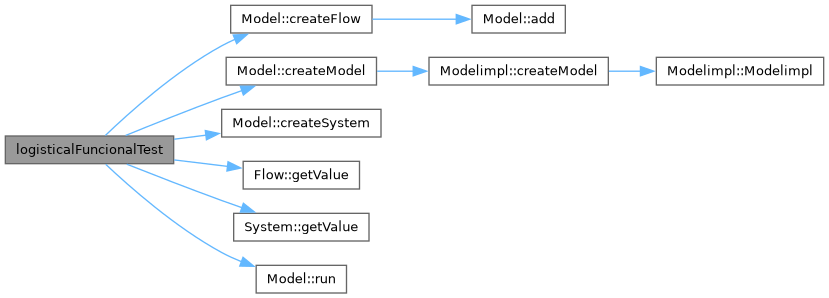 logisticalFuncionalTest
Model::createFlow
Model::add
Model::createModel
Modelimpl::createModel
Modelimpl::Modelimpl
Model::createSystem
Flow::getValue
System::getValue
Model::run